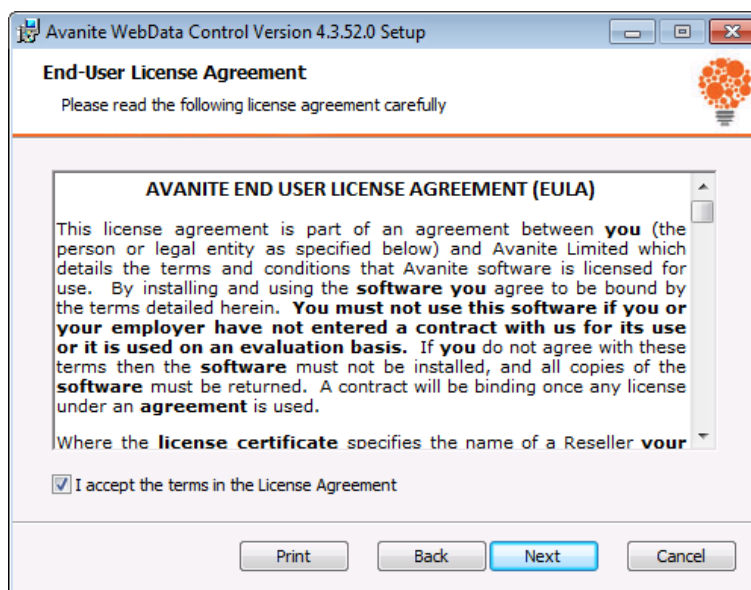 Avanite WebData Control Version 4.3.52.0 Setup
End-User License Agreement
Please read the following license agreement carefully
AVANITE END USER LICENSE AGREEMENT (EULA)
This license agreement is part of an agreement between you (the
person or legal entity as specified below) and Avanite Limited which
details the terms and conditions that Avanite software is licensed for
use. By installing and using the software you agree to be bound by
the terms detailed herein. You must not use this software if you or
your employer have not entered a contract with us for its use
or it is used on an evaluation basis. If you do not agree with these
terms then the software must not be installed, and all copies of the
software must be returned. A contract will be binding once any license
under an agreement is used.
Where the license certificate specifies the name of a Reseller your
I accept the terms in the License Agreement
Print Back Next Cancel